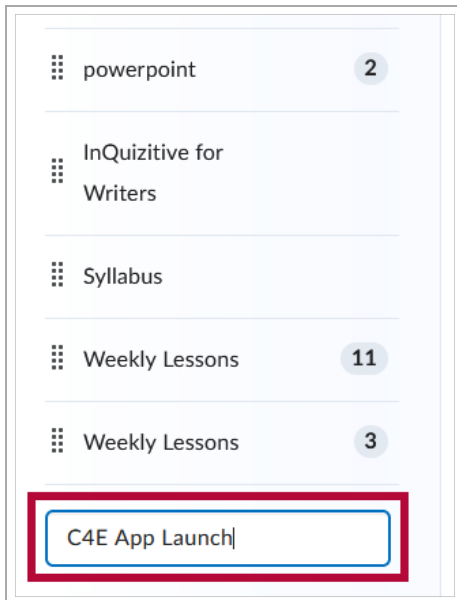 powerpoint 2
InQuizitive for
Writers
Syllabus
Weekly Lessons 11
Weekly Lessons 3
C4E App Launch